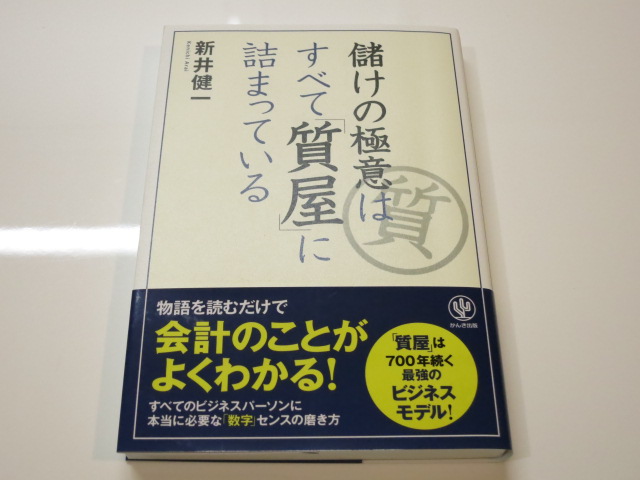 儲けの極意は
すべて「質屋」に
詰まっている
新井健一
質
物語を読むだけで
会計のことが
よくわかる!
すべてのビジネスパーソンに
本当に必要な「数字」センスの磨き方
かんき出版
「質屋」は
700年続く
最強の
ビジネス
モデル!